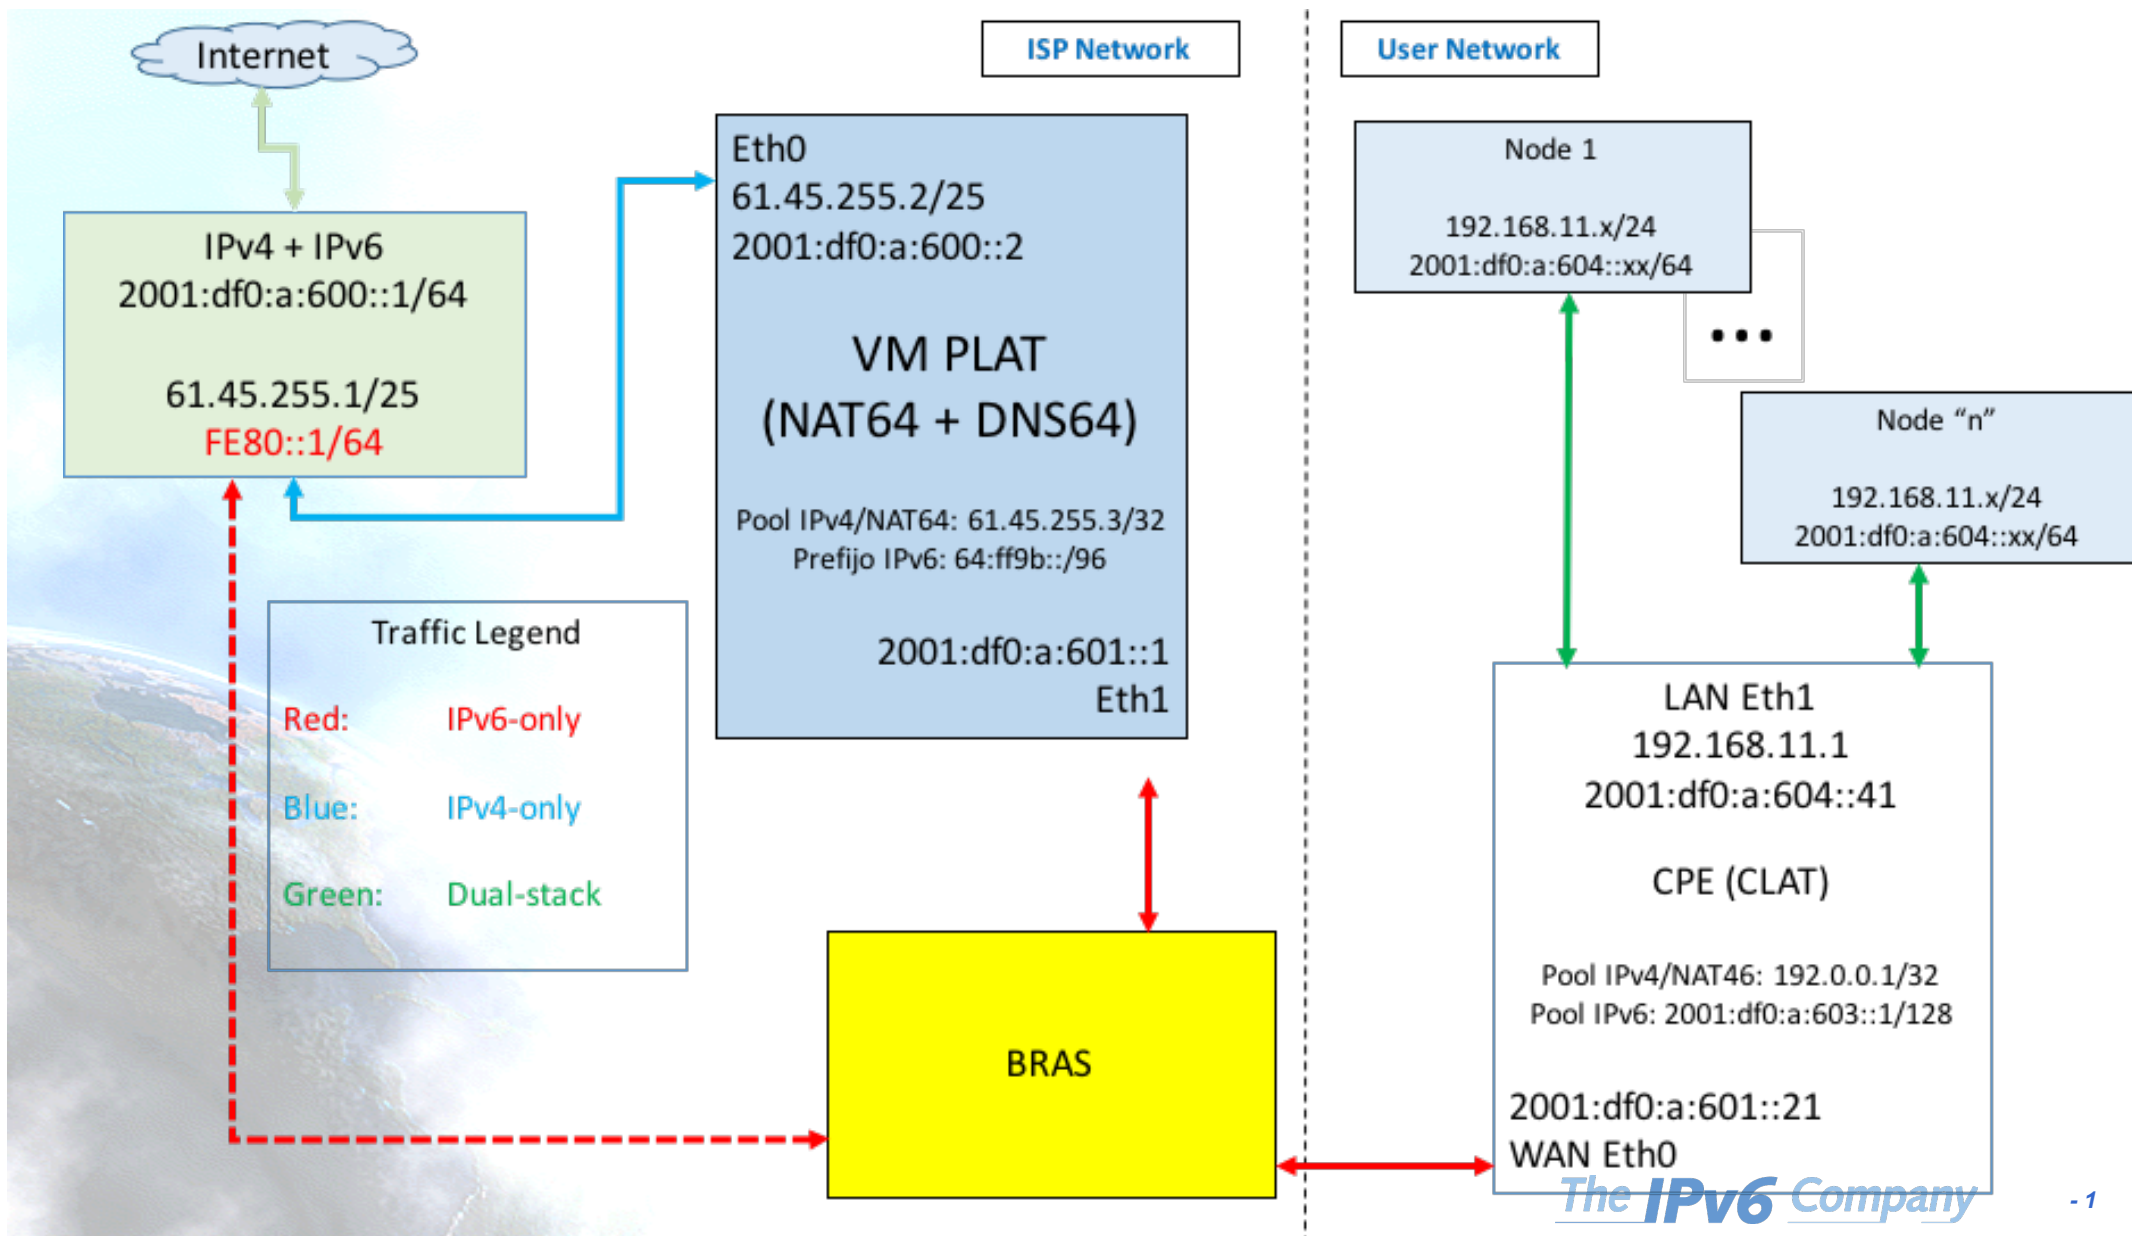 Internet
ISP Network
User Network
IPv4 + IPv6
2001:df0:a:600::1/64
61.45.255.1/25
FE80::1/64
Eth0
61.45.255.2/25
2001:df0:a:600::2
VM PLAT
(NAT64 + DNS64)
Pool IPv4/NAT64: 61.45.255.3/32
Prefijo IPv6: 64:ff9b::/96
2001:df0:a:601::1
Eth1
Node 1
192.168.11.x/24
2001:df0:a:604::xx/64
...
Node “n”
192.168.11.x/24
2001:df0:a:604::xx/64
Traffic Legend
Red: IPv6-only
Blue: IPv4-only
Green: Dual-stack
BRAS
LAN Eth1
192.168.11.1
2001:df0:a:604::41
CPE (CLAT)
Pool IPv4/NAT46: 192.0.0.1/32
Pool IPv6: 2001:df0:a:603::1/128
2001:df0:a:601::21
WAN Eth0
The IPv6 Company
- 1